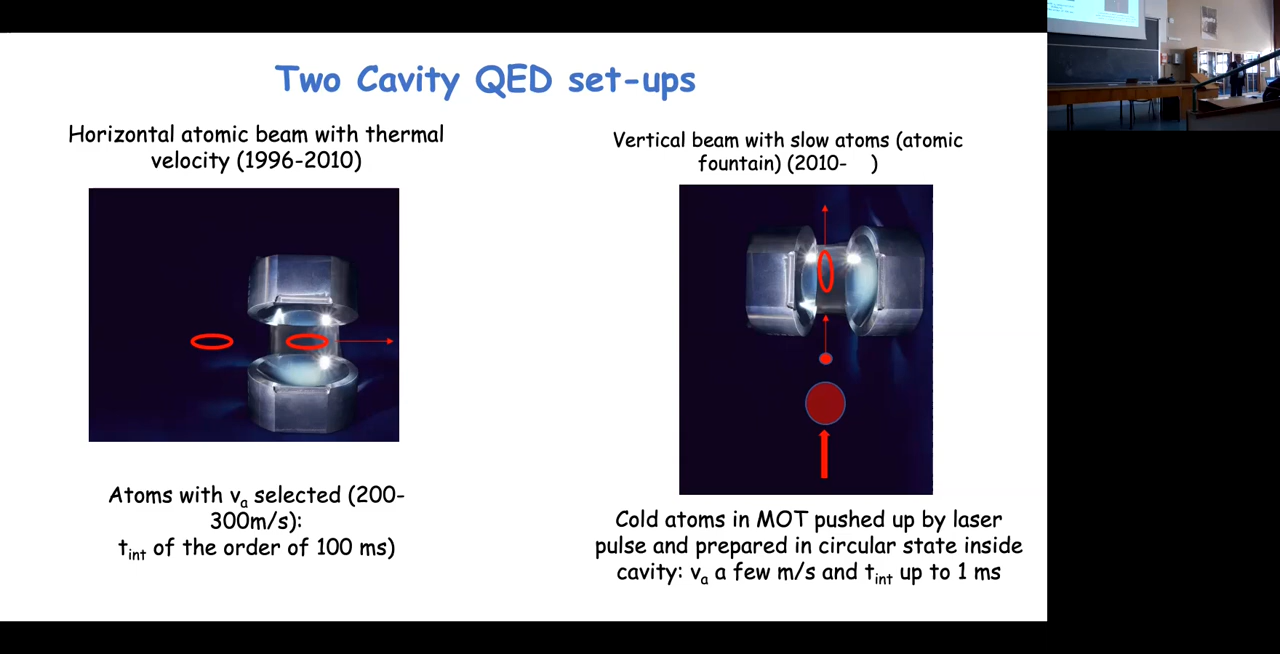 Two Cavity QED set-ups
Horizontal atomic beam with thermal
velocity (1996-2010)
Vertical beam with slow atoms (atomic
fountain) (2010-   )
Atoms with va selected (200-
300m/s):
tint of the order of 100 ms)
Cold atoms in MOT pushed up by laser
pulse and prepared in circular state inside
cavity: va a few m/s and tint up to 1 ms